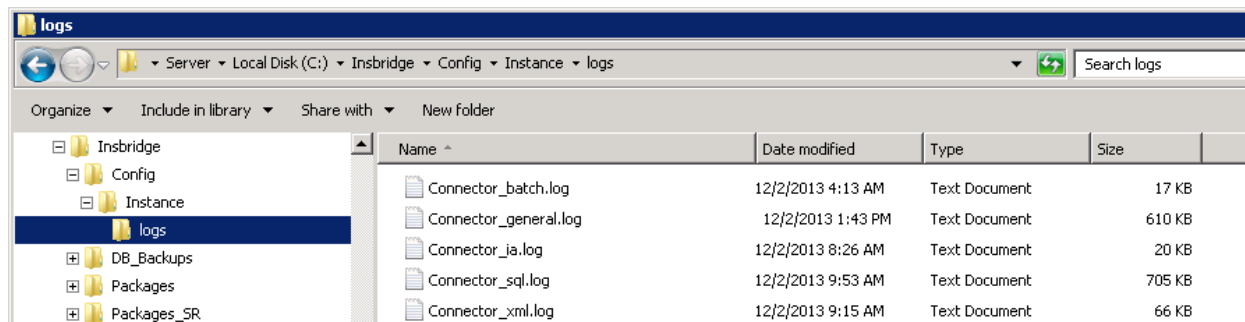 logs
Server Local Disk (C:) Insbridge Config Instance logs
Search logs
Organize Include in library Share with New folder
Insbridge
Config
Instance
logs
DB_Backups
Packages
Packages_SR
Name Date modified Type Size
Connector_batch.log 12/2/2013 4:13 AM Text Document 17 KB
Connector_general.log 12/2/2013 1:43 PM Text Document 610 KB
Connector_ia.log 12/2/2013 8:26 AM Text Document 20 KB
Connector_sql.log 12/2/2013 9:53 AM Text Document 705 KB
Connector_xml.log 12/2/2013 9:15 AM Text Document 66 KB